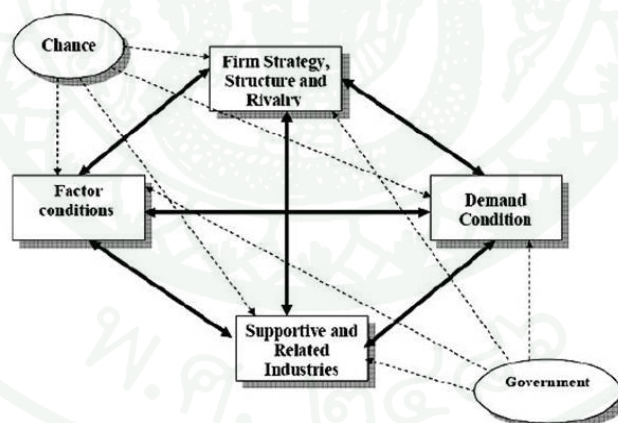 Chance
Firm Strategy,
Structure and
Rivalry
Factor
conditions
Demand
Condition
Supportive and
Related
Industries
Government